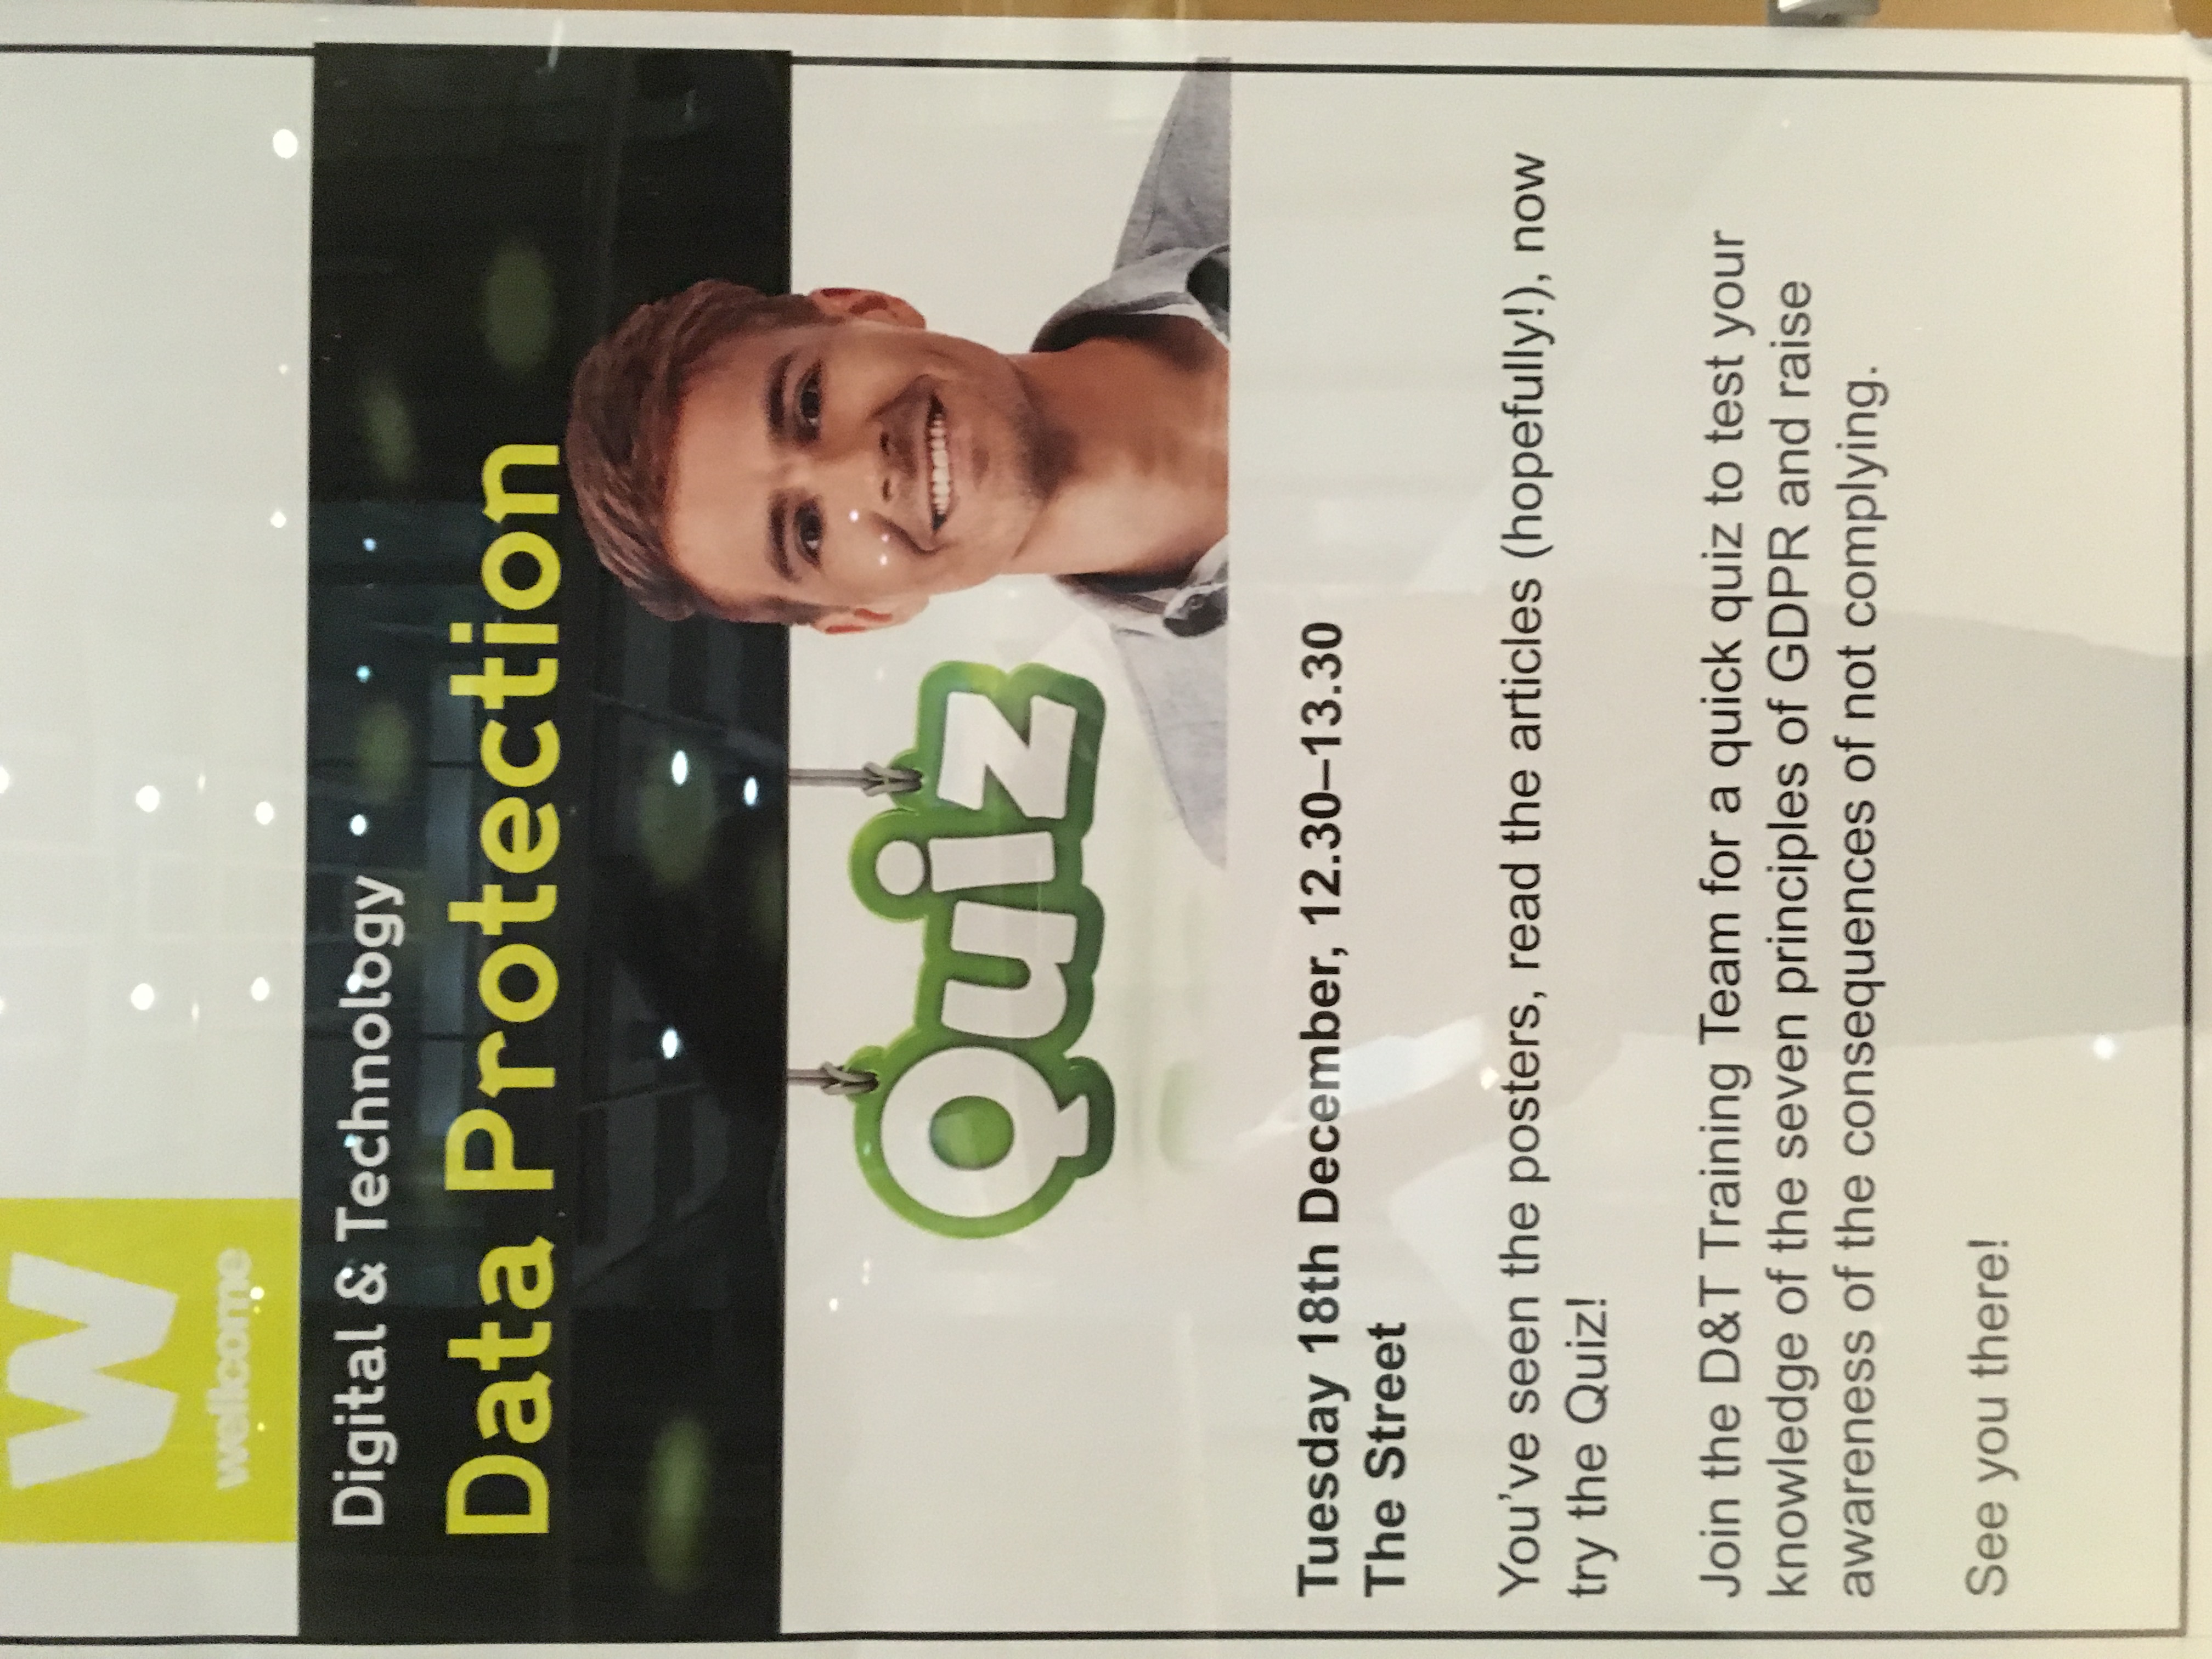 W
wellcome
Digital & Technology
Data Protection
Quiz
Tuesday 18th December, 12.30–13.30
The Street
You’ve seen the posters, read the articles (hopefully!), now
try the Quiz!
Join the D&T Training Team for a quick quiz to test your
knowledge of the seven principles of GDPR and raise
awareness of the consequences of not complying.
See you there!